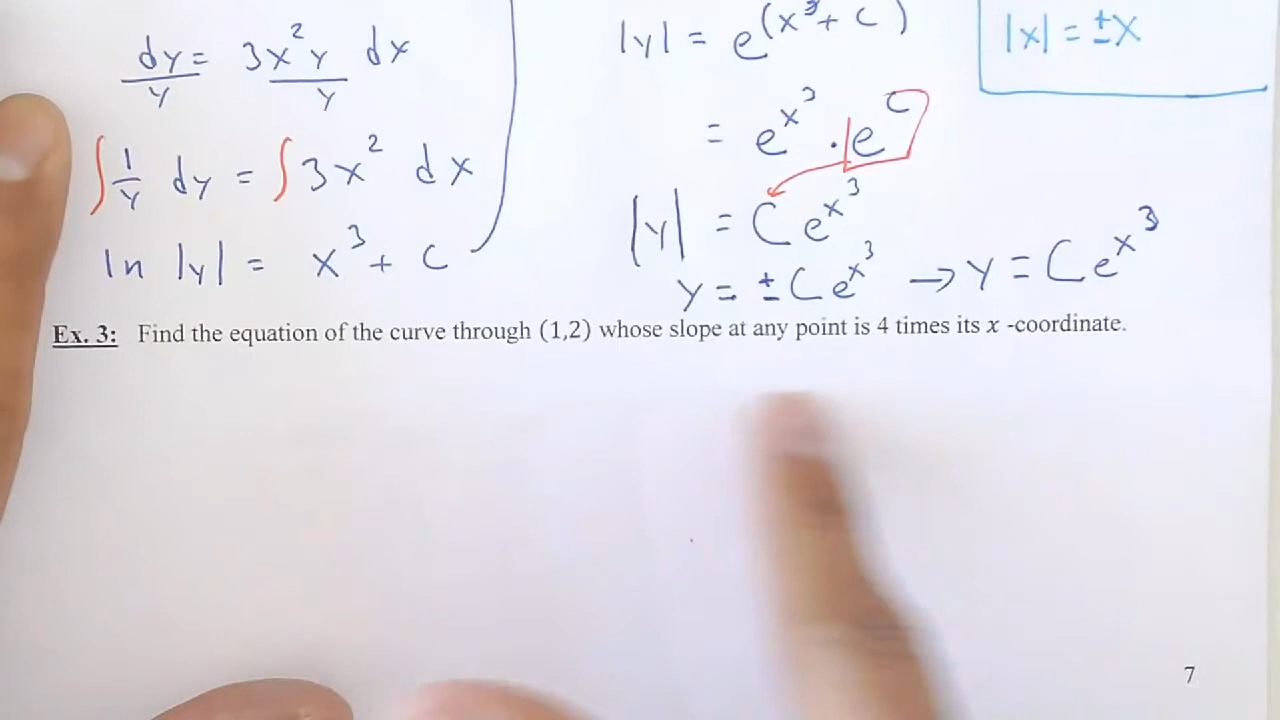 dy/y = 3x²y/y dx
∫ 1/y dy = ∫ 3x² dx
ln |y| = x³ + c
|y| = e^(x³ + c)
= e^x³ · e^c
|y| = Ce^x³
y = ±Ce^x³ → y = Ce^x³
|x| = ±x
Ex. 3: Find the equation of the curve through (1,2) whose slope at any point is 4 times its x -coordinate.
7